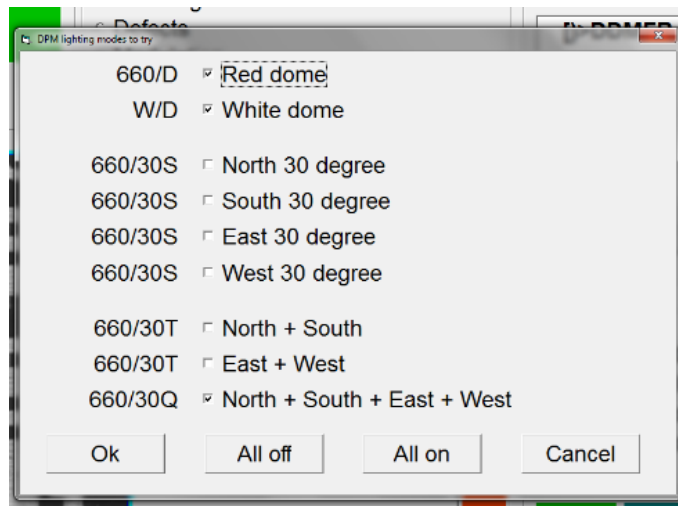 Defects
DPM lighting modes to try
660/D Red dome
W/D White dome
660/30S North 30 degree
660/30S South 30 degree
660/30S East 30 degree
660/30S West 30 degree
660/30T North + South
660/30T East + West
660/30Q North + South + East + West
Ok All off All on Cancel